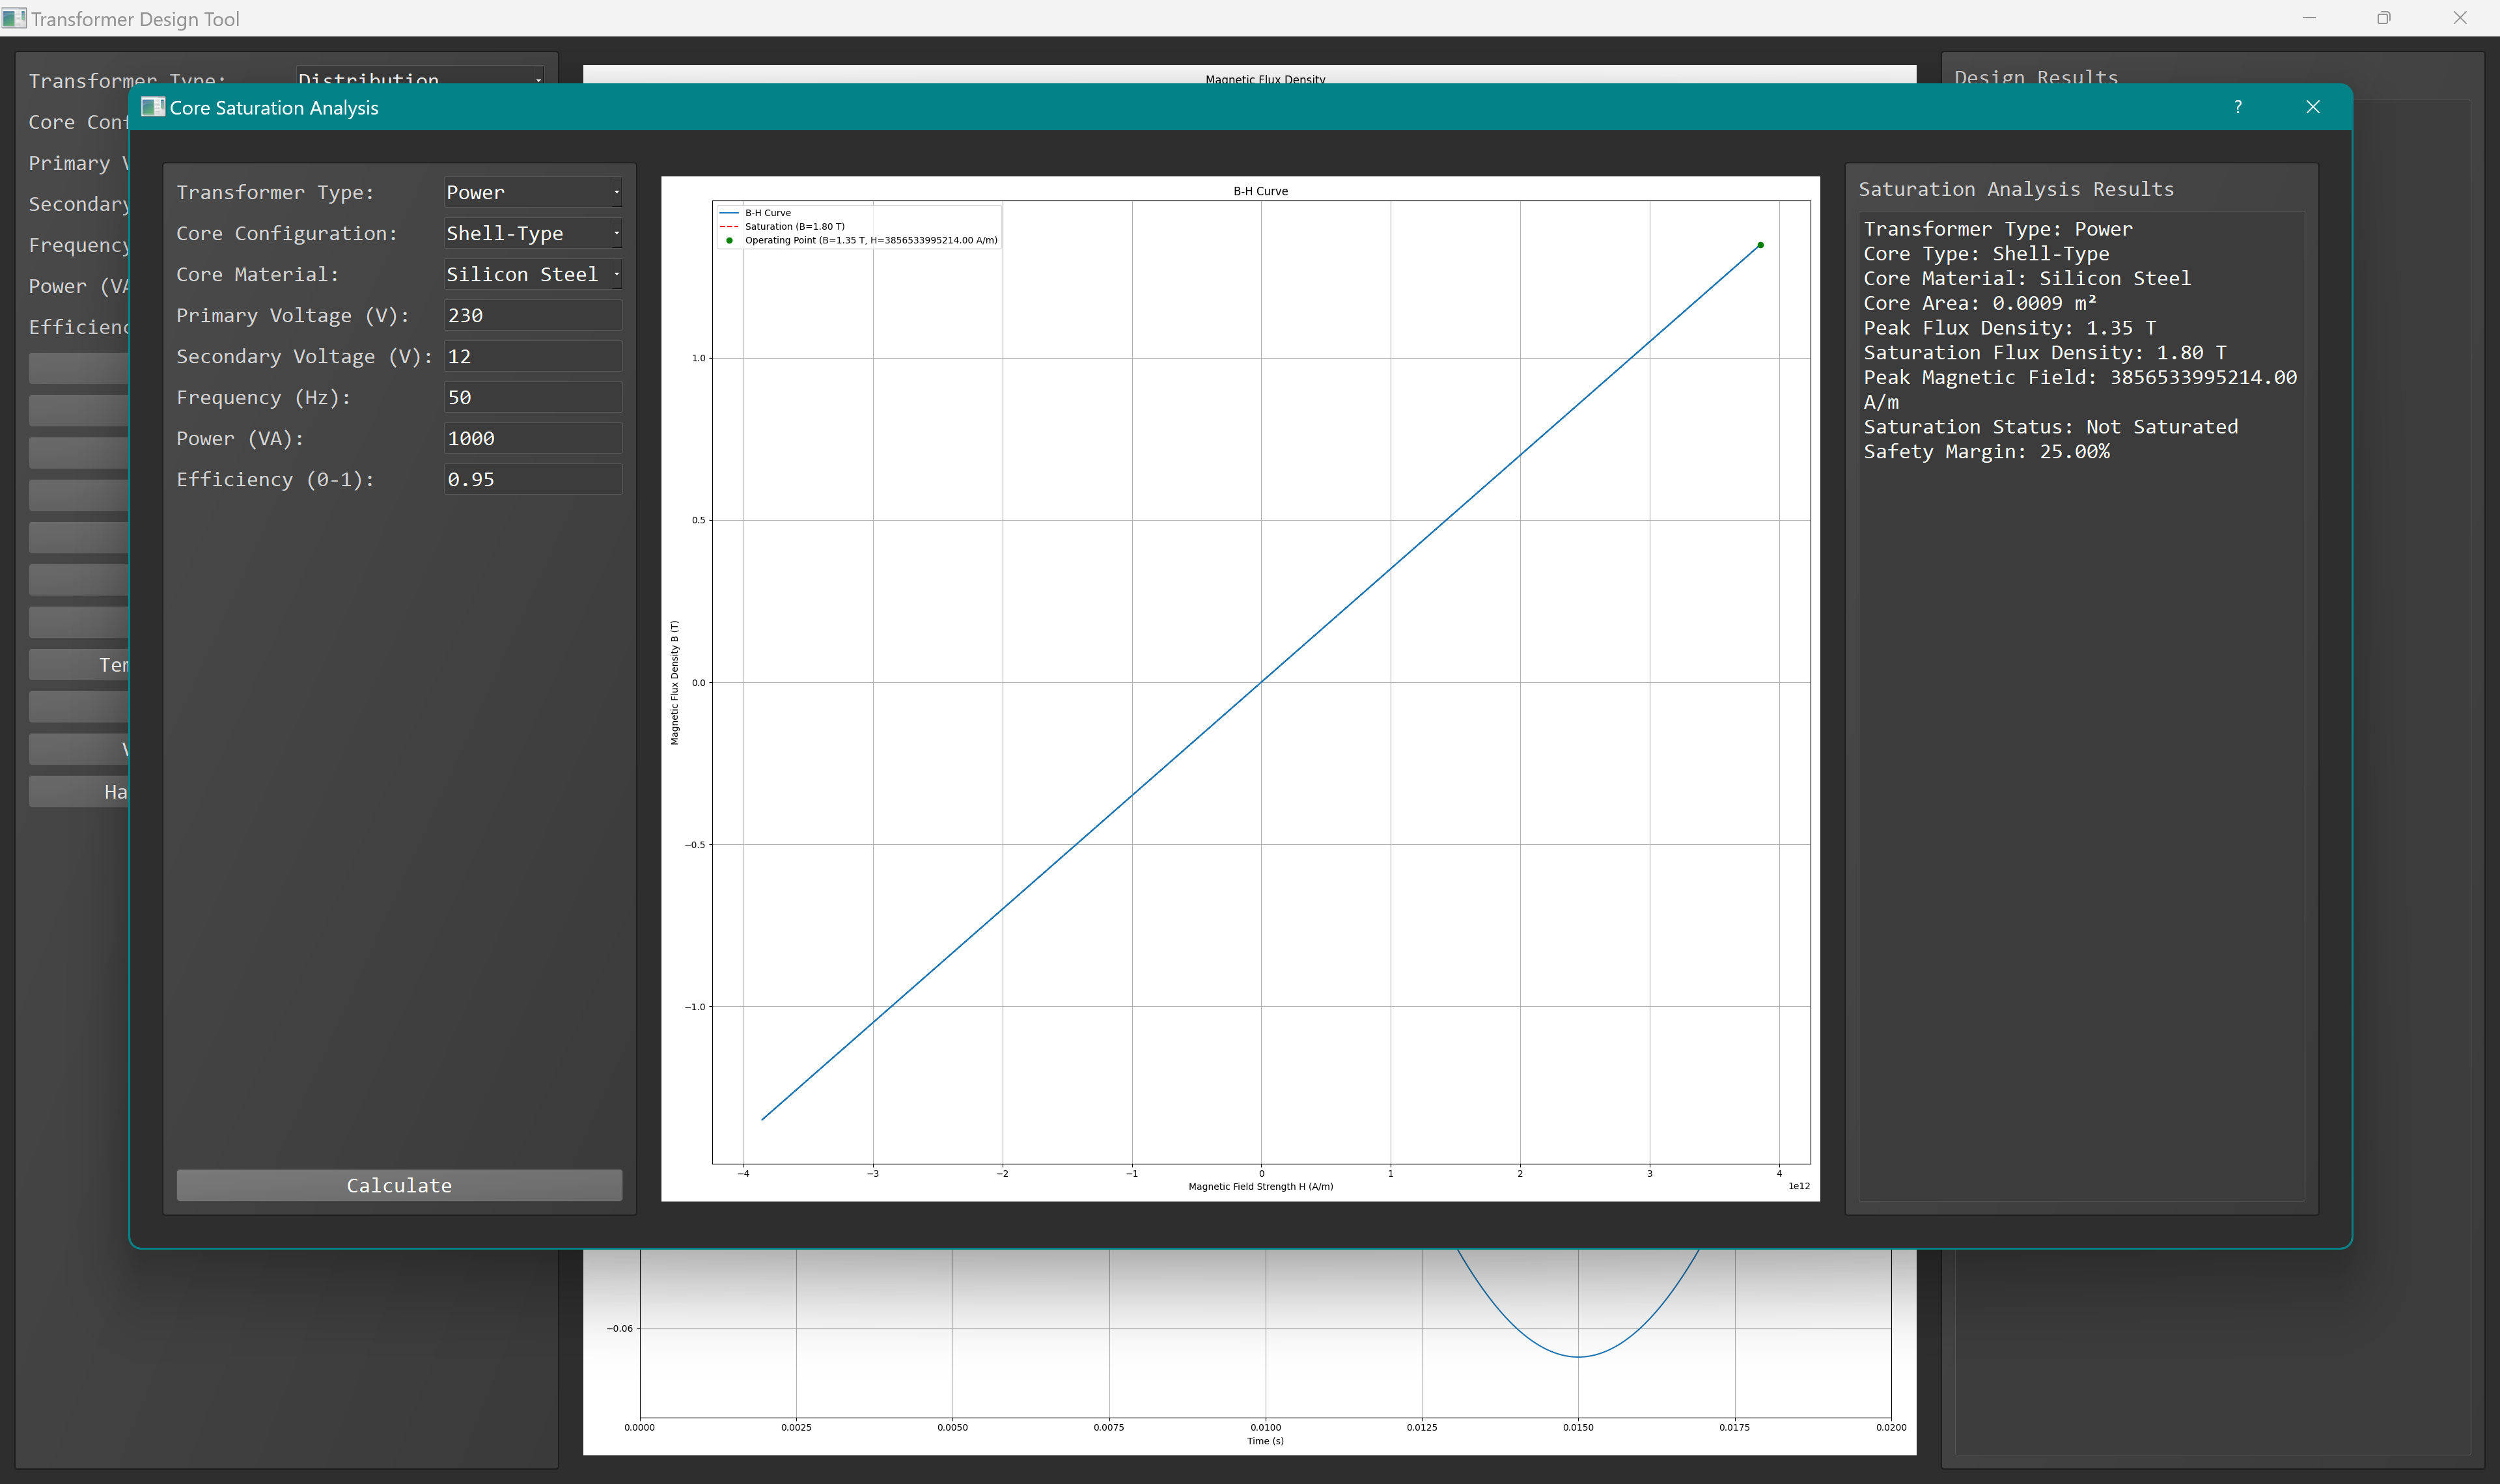 Transformer Design Tool
Transformer Type: Distribution
Magnetic Flux Density
Design Results
Core Saturation Analysis
?
Core Conf
Primary V
Secondary
Frequency
Power (VA
Efficienc
Ter
V
Ha
Transformer Type: Power
Core Configuration: Shell-Type
Core Material: Silicon Steel
Primary Voltage (V): 230
Secondary Voltage (V): 12
Frequency (Hz): 50
Power (VA): 1000
Efficiency (0-1): 0.95
Calculate
B-H Curve
B-H Curve
Saturation (B=1.80 T)
Operating Point (B=1.35 T, H=3856533995214.00 A/m)
Magnetic Flux Density B (T)
1.0
0.5
0.0
−0.5
−1.0
−4 −3 −2 −1 0 1 2 3 4
Magnetic Field Strength H (A/m)
1e12
Saturation Analysis Results
Transformer Type: Power
Core Type: Shell-Type
Core Material: Silicon Steel
Core Area: 0.0009 m²
Peak Flux Density: 1.35 T
Saturation Flux Density: 1.80 T
Peak Magnetic Field: 3856533995214.00
A/m
Saturation Status: Not Saturated
Safety Margin: 25.00%
−0.06
0.0000 0.0025 0.0050 0.0075 0.0100 0.0125 0.0150 0.0175 0.0200
Time (s)